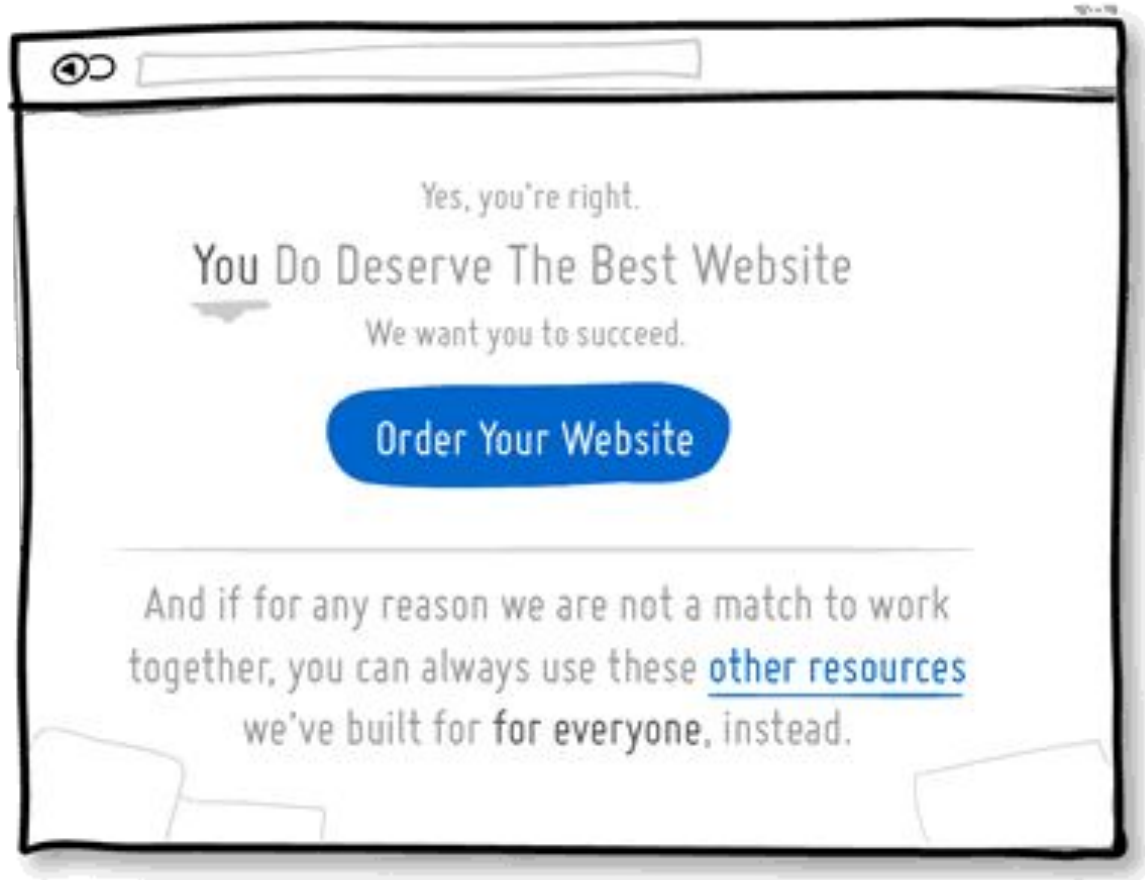 Yes, you're right.
You Do Deserve The Best Website
We want you to succeed.
Order Your Website
And if for any reason we are not a match to work
together, you can always use these other resources
we've built for for everyone, instead.